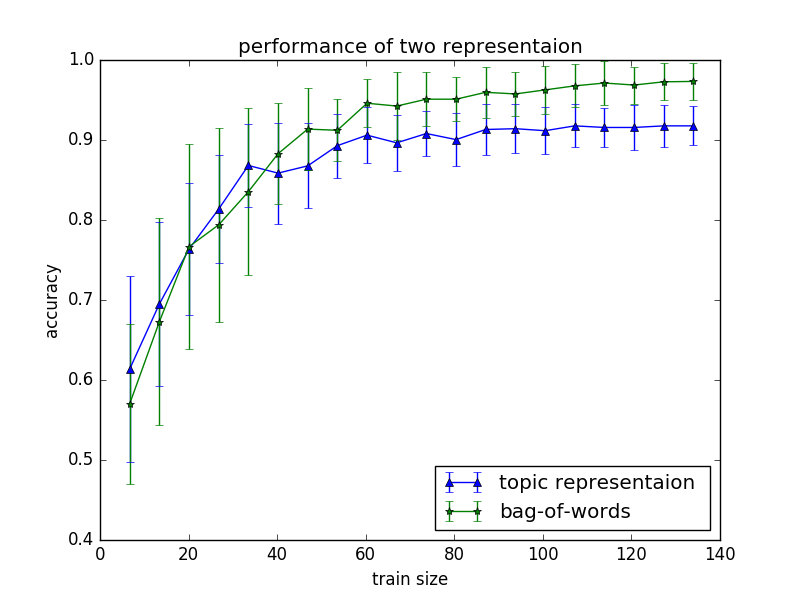 performance of two representaion
1.0
0.9
0.8
0.7
0.6
0.5
0.4
accuracy
topic representaion
bag-of-words
0 20 40 60 80 100 120 140
train size